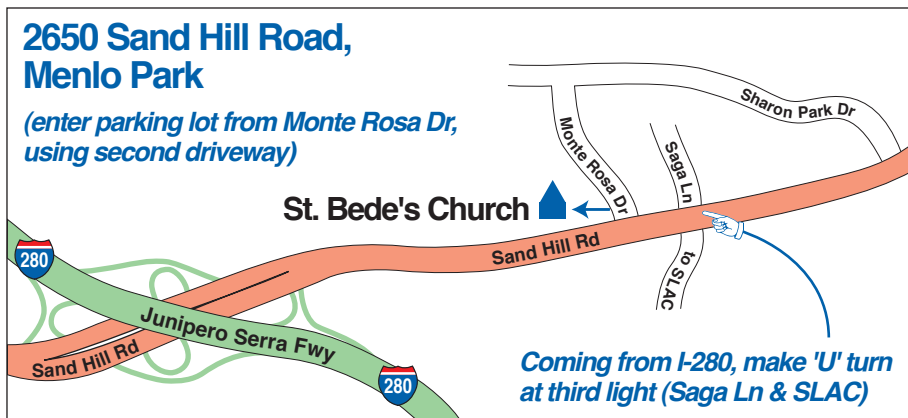 2650 Sand Hill Road,
Menlo Park
(enter parking lot from Monte Rosa Dr,
using second driveway)
Sharon Park Dr
Monte Rosa Dr
Saga Ln
St. Bede's Church
Sand Hill Rd
to SLAC
280
Junipero Serra Fwy
Sand Hill Rd
280
Coming from I-280, make 'U' turn
at third light (Saga Ln & SLAC)